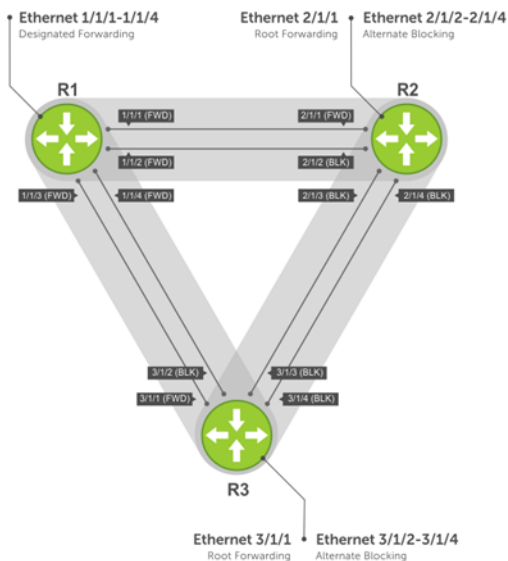 Ethernet 1/1/1-1/1/4
Designated Forwarding
Ethernet 2/1/1
Root Forwarding
Ethernet 2/1/2-2/1/4
Alternate Blocking
R1
R2
1/1/1 (FWD)
2/1/1 (FWD)
1/1/2 (FWD)
2/1/2 (BLK)
1/1/3 (FWD)
1/1/4 (FWD)
2/1/3 (BLK)
2/1/4 (BLK)
3/1/2 (BLK)
3/1/3 (BLK)
3/1/1 (FWD)
3/1/4 (BLK)
R3
Ethernet 3/1/1
Root Forwarding
Ethernet 3/1/2-3/1/4
Alternate Blocking